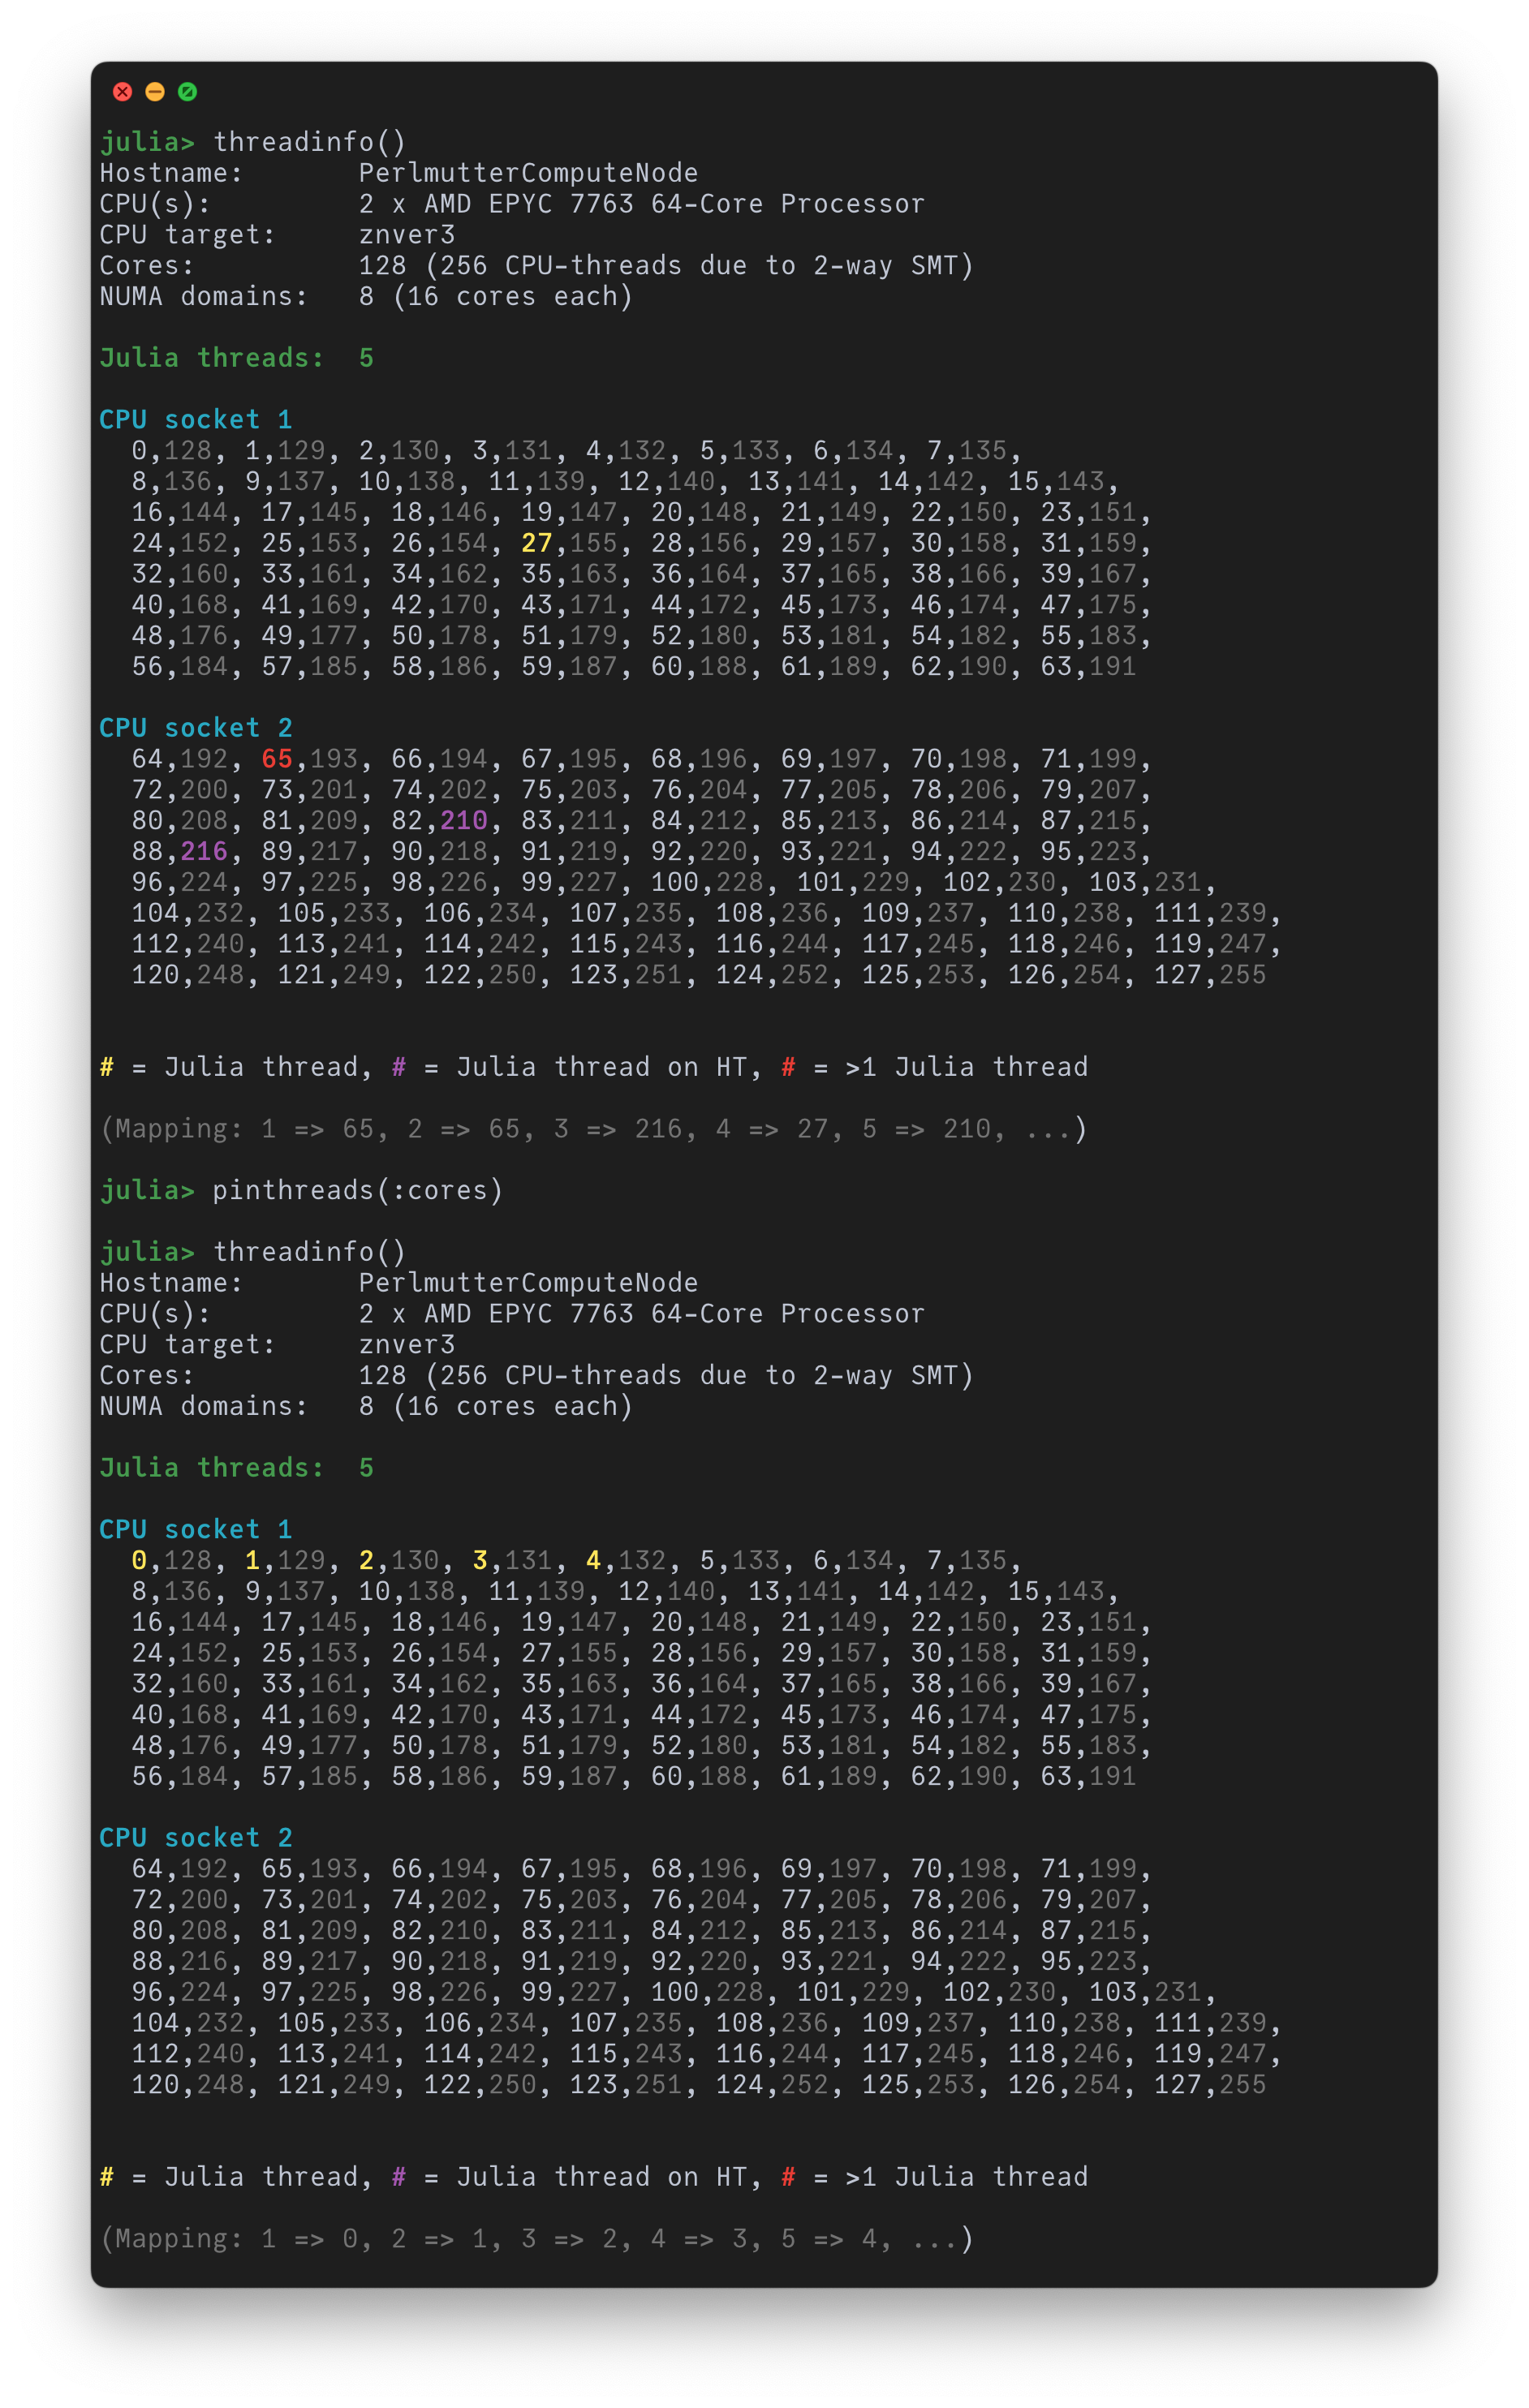 julia> threadinfo()
Hostname:       PerlmutterComputeNode
CPU(s):         2 x AMD EPYC 7763 64-Core Processor
CPU target:     znver3
Cores:          128 (256 CPU-threads due to 2-way SMT)
NUMA domains:   8 (16 cores each)
Julia threads:  5
CPU socket 1
  0,128, 1,129, 2,130, 3,131, 4,132, 5,133, 6,134, 7,135,
  8,136, 9,137, 10,138, 11,139, 12,140, 13,141, 14,142, 15,143,
  16,144, 17,145, 18,146, 19,147, 20,148, 21,149, 22,150, 23,151,
  24,152, 25,153, 26,154, 27,155, 28,156, 29,157, 30,158, 31,159,
  32,160, 33,161, 34,162, 35,163, 36,164, 37,165, 38,166, 39,167,
  40,168, 41,169, 42,170, 43,171, 44,172, 45,173, 46,174, 47,175,
  48,176, 49,177, 50,178, 51,179, 52,180, 53,181, 54,182, 55,183,
  56,184, 57,185, 58,186, 59,187, 60,188, 61,189, 62,190, 63,191
CPU socket 2
  64,192, 65,193, 66,194, 67,195, 68,196, 69,197, 70,198, 71,199,
  72,200, 73,201, 74,202, 75,203, 76,204, 77,205, 78,206, 79,207,
  80,208, 81,209, 82,210, 83,211, 84,212, 85,213, 86,214, 87,215,
  88,216, 89,217, 90,218, 91,219, 92,220, 93,221, 94,222, 95,223,
  96,224, 97,225, 98,226, 99,227, 100,228, 101,229, 102,230, 103,231,
  104,232, 105,233, 106,234, 107,235, 108,236, 109,237, 110,238, 111,239,
  112,240, 113,241, 114,242, 115,243, 116,244, 117,245, 118,246, 119,247,
  120,248, 121,249, 122,250, 123,251, 124,252, 125,253, 126,254, 127,255
# = Julia thread, # = Julia thread on HT, # = >1 Julia thread
(Mapping: 1 => 65, 2 => 65, 3 => 216, 4 => 27, 5 => 210, ...)
julia> pinthreads(:cores)
julia> threadinfo()
Hostname:       PerlmutterComputeNode
CPU(s):         2 x AMD EPYC 7763 64-Core Processor
CPU target:     znver3
Cores:          128 (256 CPU-threads due to 2-way SMT)
NUMA domains:   8 (16 cores each)
Julia threads:  5
CPU socket 1
  0,128, 1,129, 2,130, 3,131, 4,132, 5,133, 6,134, 7,135,
  8,136, 9,137, 10,138, 11,139, 12,140, 13,141, 14,142, 15,143,
  16,144, 17,145, 18,146, 19,147, 20,148, 21,149, 22,150, 23,151,
  24,152, 25,153, 26,154, 27,155, 28,156, 29,157, 30,158, 31,159,
  32,160, 33,161, 34,162, 35,163, 36,164, 37,165, 38,166, 39,167,
  40,168, 41,169, 42,170, 43,171, 44,172, 45,173, 46,174, 47,175,
  48,176, 49,177, 50,178, 51,179, 52,180, 53,181, 54,182, 55,183,
  56,184, 57,185, 58,186, 59,187, 60,188, 61,189, 62,190, 63,191
CPU socket 2
  64,192, 65,193, 66,194, 67,195, 68,196, 69,197, 70,198, 71,199,
  72,200, 73,201, 74,202, 75,203, 76,204, 77,205, 78,206, 79,207,
  80,208, 81,209, 82,210, 83,211, 84,212, 85,213, 86,214, 87,215,
  88,216, 89,217, 90,218, 91,219, 92,220, 93,221, 94,222, 95,223,
  96,224, 97,225, 98,226, 99,227, 100,228, 101,229, 102,230, 103,231,
  104,232, 105,233, 106,234, 107,235, 108,236, 109,237, 110,238, 111,239,
  112,240, 113,241, 114,242, 115,243, 116,244, 117,245, 118,246, 119,247,
  120,248, 121,249, 122,250, 123,251, 124,252, 125,253, 126,254, 127,255
# = Julia thread, # = Julia thread on HT, # = >1 Julia thread
(Mapping: 1 => 0, 2 => 1, 3 => 2, 4 => 3, 5 => 4, ...)